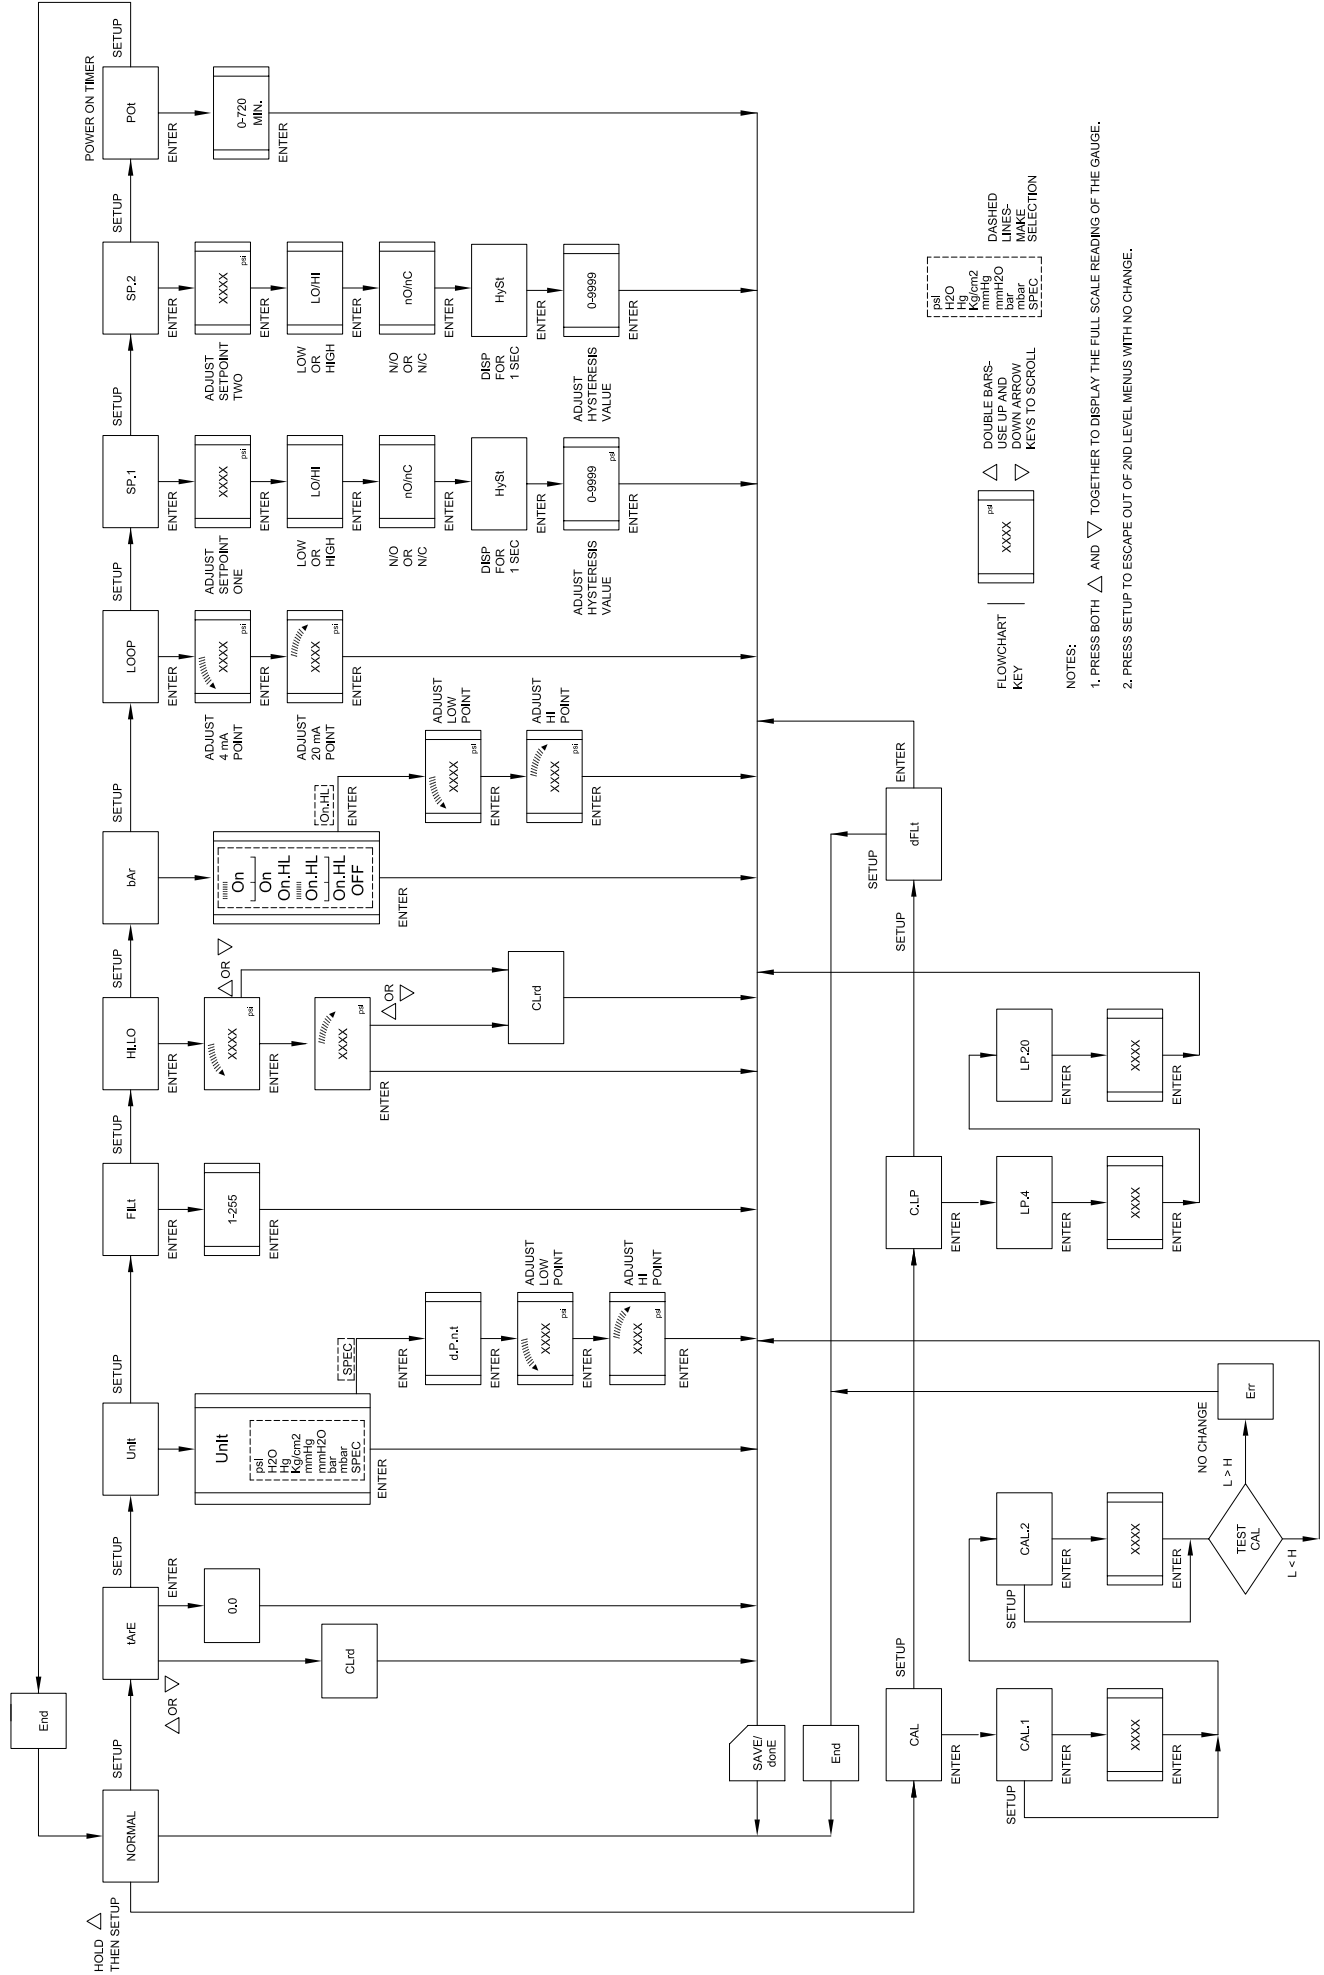 HOLD △
THEN SETUP
NORMAL
End
SETUP
tArE
△ OR ▽
CLrd
ENTER
0.0
SETUP
UnIt
UnIt
psI
H2O
Hg
Kg/cm2
mmHg
mmH2O
bar
mbar
SPEC
ENTER
SPEC
ENTER
d.P.n.t
ENTER
ADJUST
LOW
POINT
XXXX
psi
ENTER
ADJUST
HI
POINT
XXXX
psi
ENTER
SETUP
FILt
ENTER
1-255
ENTER
SETUP
HI.LO
ENTER
XXXX
psi
△ OR ▽
ENTER
XXXX
psI
△ OR ▽
ENTER
CLrd
SETUP
bAr
On
On
On.HL
On.HL
On.HL
OFF
ENTER
On.HL
ENTER
ADJUST
LOW
POINT
XXXX
psI
ENTER
ADJUST
HI
POINT
XXXX
psi
ENTER
SETUP
LOOP
ENTER
ADJUST
4 mA
POINT
XXXX
psi
ENTER
ADJUST
20 mA
POINT
XXXX
psi
ENTER
SETUP
SP.1
ENTER
ADJUST
SETPOINT
ONE
XXXX
psi
ENTER
LOW
OR
HIGH
LO/HI
ENTER
N/O
OR
N/C
nO/nC
ENTER
DISP
FOR
1 SEC
HySt
ENTER
ADJUST
HYSTERESIS
VALUE
0-9999
psI
ENTER
SETUP
SP.2
ENTER
ADJUST
SETPOINT
TWO
XXXX
psi
ENTER
LOW
OR
HIGH
LO/HI
ENTER
N/O
OR
N/C
nO/nC
ENTER
DISP
FOR
1 SEC
HySt
ENTER
ADJUST
HYSTERESIS
VALUE
0-9999
ENTER
SETUP
POWER ON TIMER
POt
ENTER
0-720
MIN.
ENTER
SETUP
SAVE/
donE
End
CAL
ENTER
SETUP
CAL.1
SETUP
ENTER
XXXX
ENTER
CAL.2
SETUP
ENTER
XXXX
ENTER
TEST
CAL
L < H
L > H
NO CHANGE
Err
C.LP
ENTER
LP.4
ENTER
XXXX
ENTER
LP.20
ENTER
XXXX
ENTER
SETUP
dFLt
SETUP
ENTER
FLOWCHART
KEY
XXXX
psI
△ DOUBLE BARS-
USE UP AND
▽ DOWN ARROW
KEYS TO SCROLL
psI
H2O
Hg
Kg/cm2
mmHg
mmH2O
bar
mbar
SPEC
DASHED
LINES-
MAKE
SELECTION
NOTES:
1. PRESS BOTH △ AND ▽ TOGETHER TO DISPLAY THE FULL SCALE READING OF THE GAUGE.
2. PRESS SETUP TO ESCAPE OUT OF 2ND LEVEL MENUS WITH NO CHANGE.